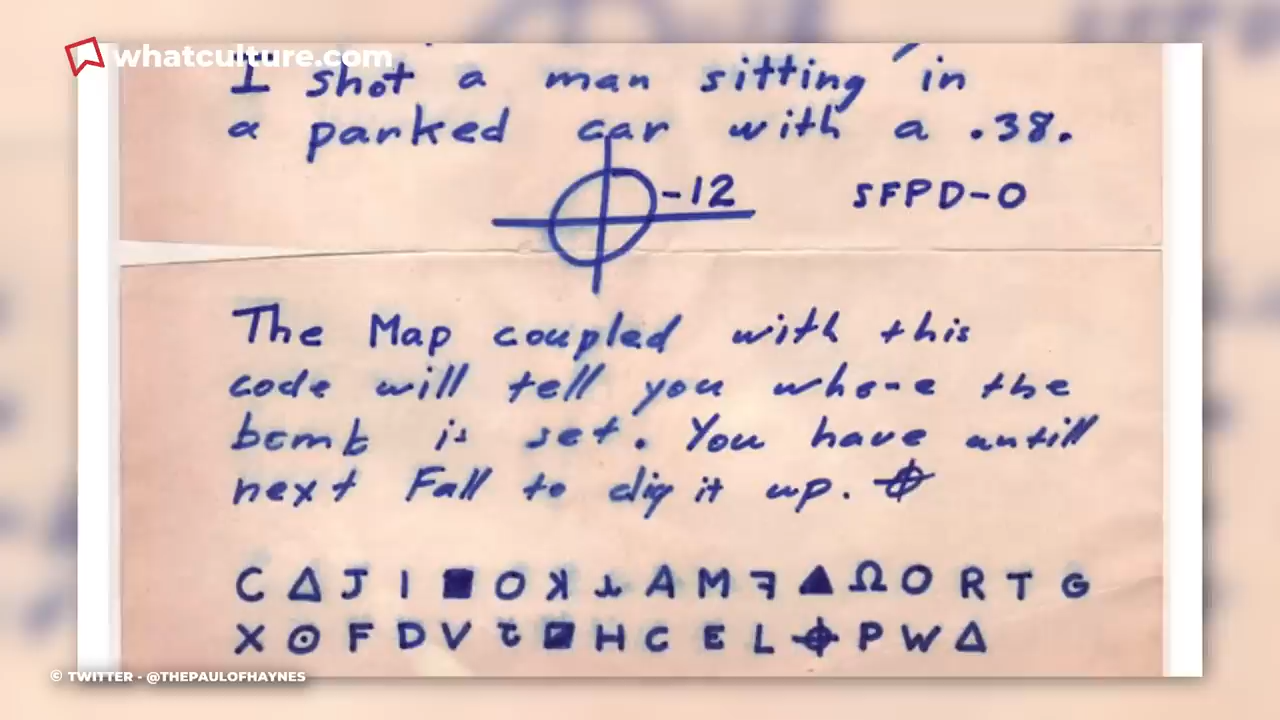 whatculture.com
I shot a man sitting in
a parked car with a .38.
-12 SFPD-0
The Map coupled with this
code will tell you where the
bomb is set. You have untill
next Fall to dig it up. ⌖
C Δ J I ■ O ꓘ A M ▲ Ω O R T G
X ⊙ F D V H C E L ⌖ P W Δ
© TWITTER - @THEPAULOFHAYNES